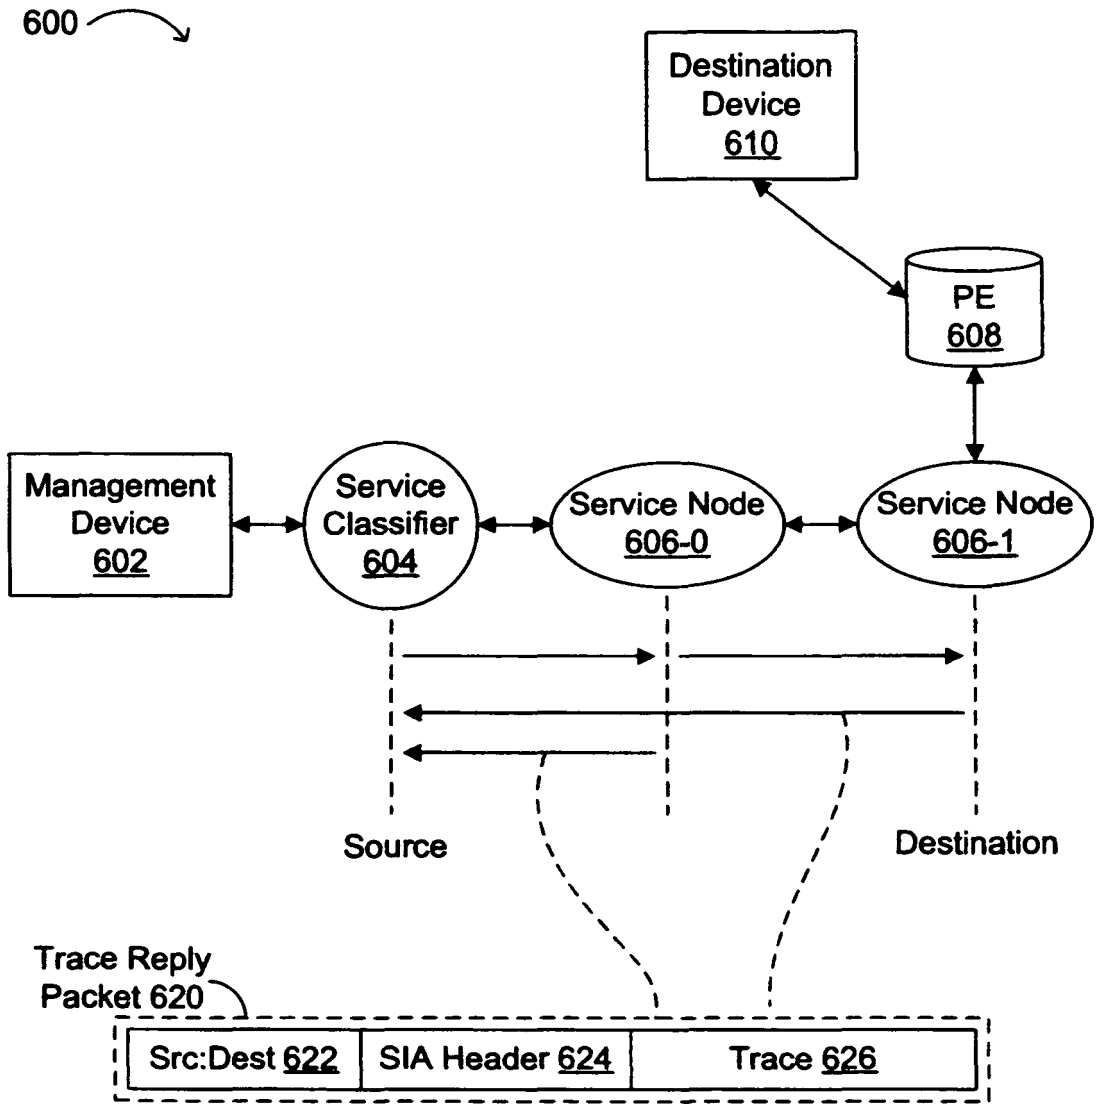 600
Destination
Device
610
PE
608
Management
Device
602
Service
Classifier
604
Service Node
606-0
Service Node
606-1
Source
Destination
Trace Reply
Packet 620
Src:Dest 622
SIA Header 624
Trace 626